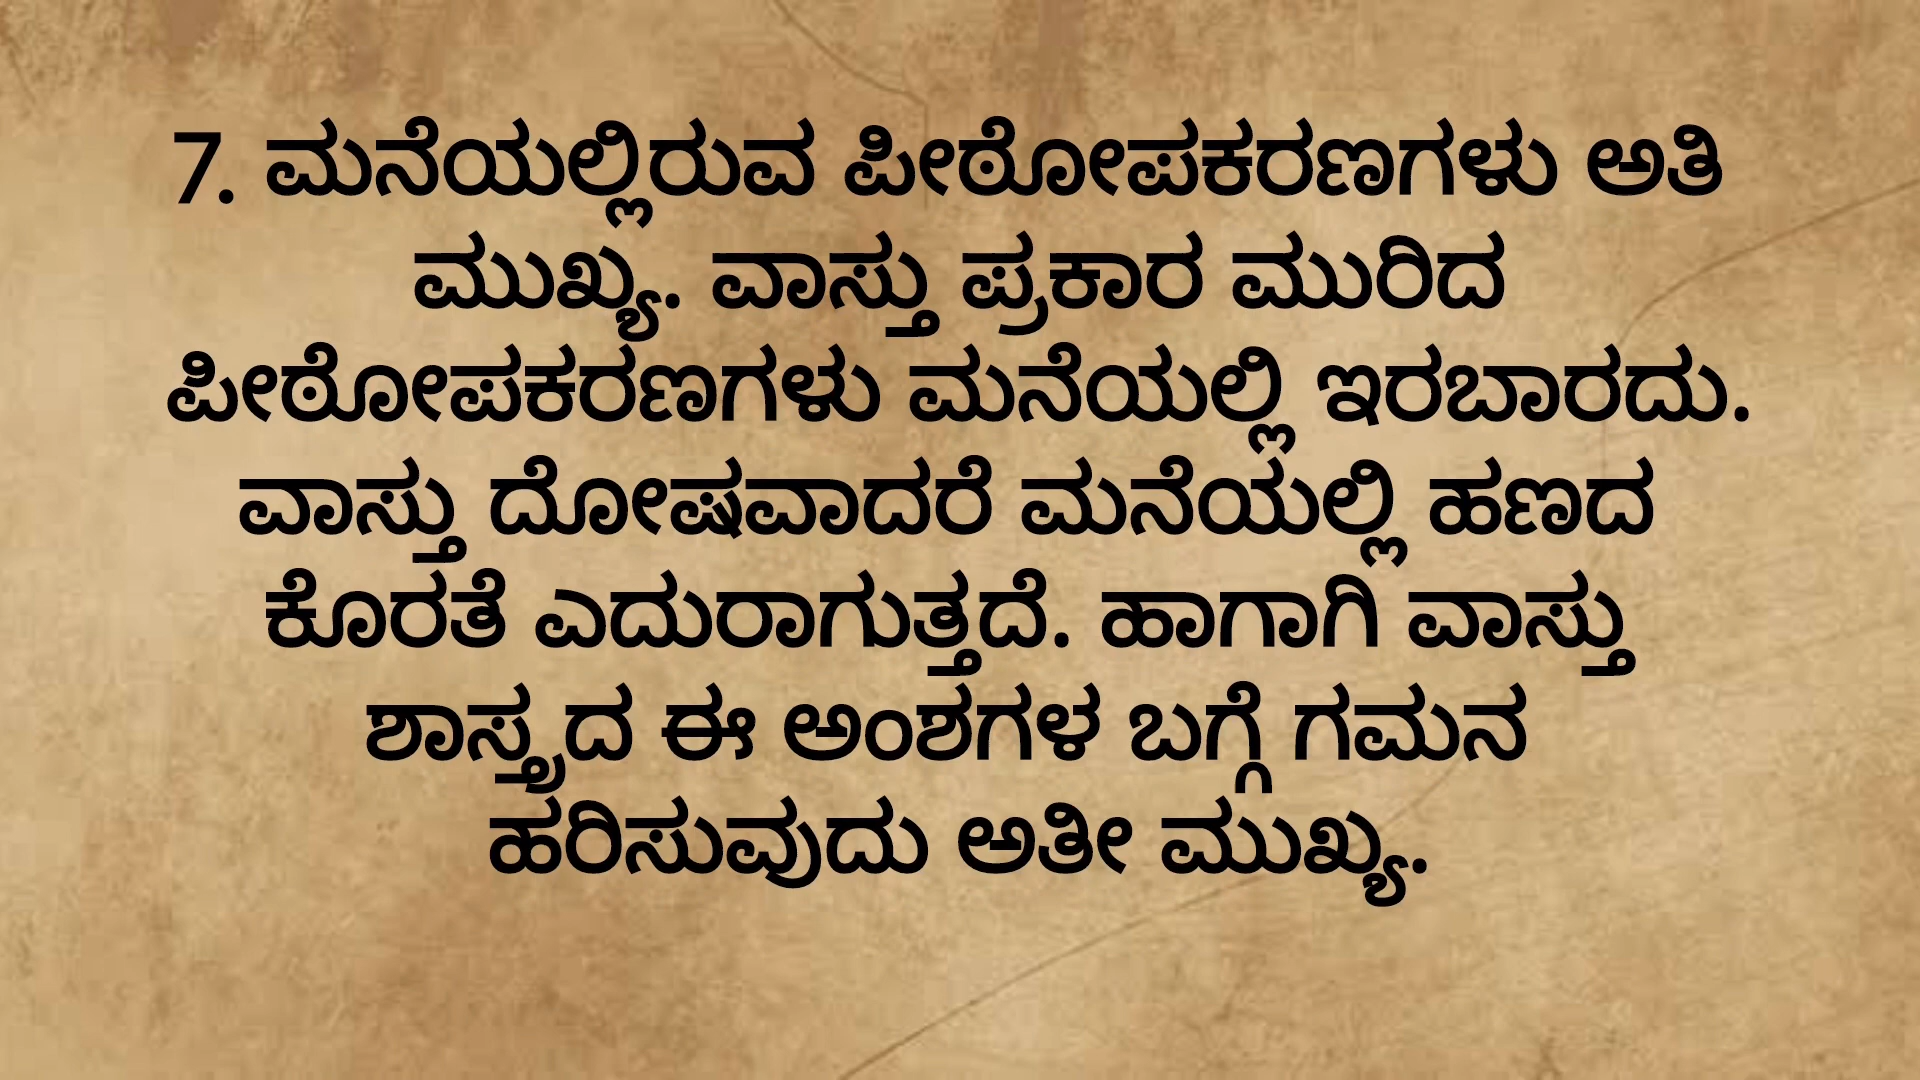 7. ಮನೆಯಲ್ಲಿರುವ ಪೀಠೋಪಕರಣಗಳು ಅತಿ
ಮುಖ್ಯ. ವಾಸ್ತು ಪ್ರಕಾರ ಮುರಿದ
ಪೀಠೋಪಕರಣಗಳು ಮನೆಯಲ್ಲಿ ಇರಬಾರದು.
ವಾಸ್ತು ದೋಷವಾದರೆ ಮನೆಯಲ್ಲಿ ಹಣದ
ಕೊರತೆ ಎದುರಾಗುತ್ತದೆ. ಹಾಗಾಗಿ ವಾಸ್ತು
ಶಾಸ್ತ್ರದ ಈ ಅಂಶಗಳ ಬಗ್ಗೆ ಗಮನ
ಹರಿಸುವುದು ಅತೀ ಮುಖ್ಯ.